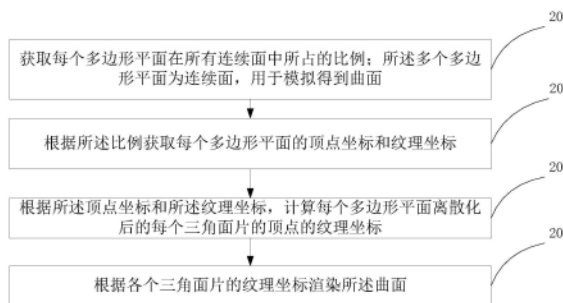 20
获取每个多边形平面在所有连续面中所占的比例；所述多个多边
形平面为连续面，用于模拟得到曲面
20
根据所述比例获取每个多边形平面的顶点坐标和纹理坐标
20
根据所述顶点坐标和所述纹理坐标，计算每个多边形平面离散化
后的每个三角面片的顶点的纹理坐标
20
根据各个三角面片的纹理坐标渲染所述曲面